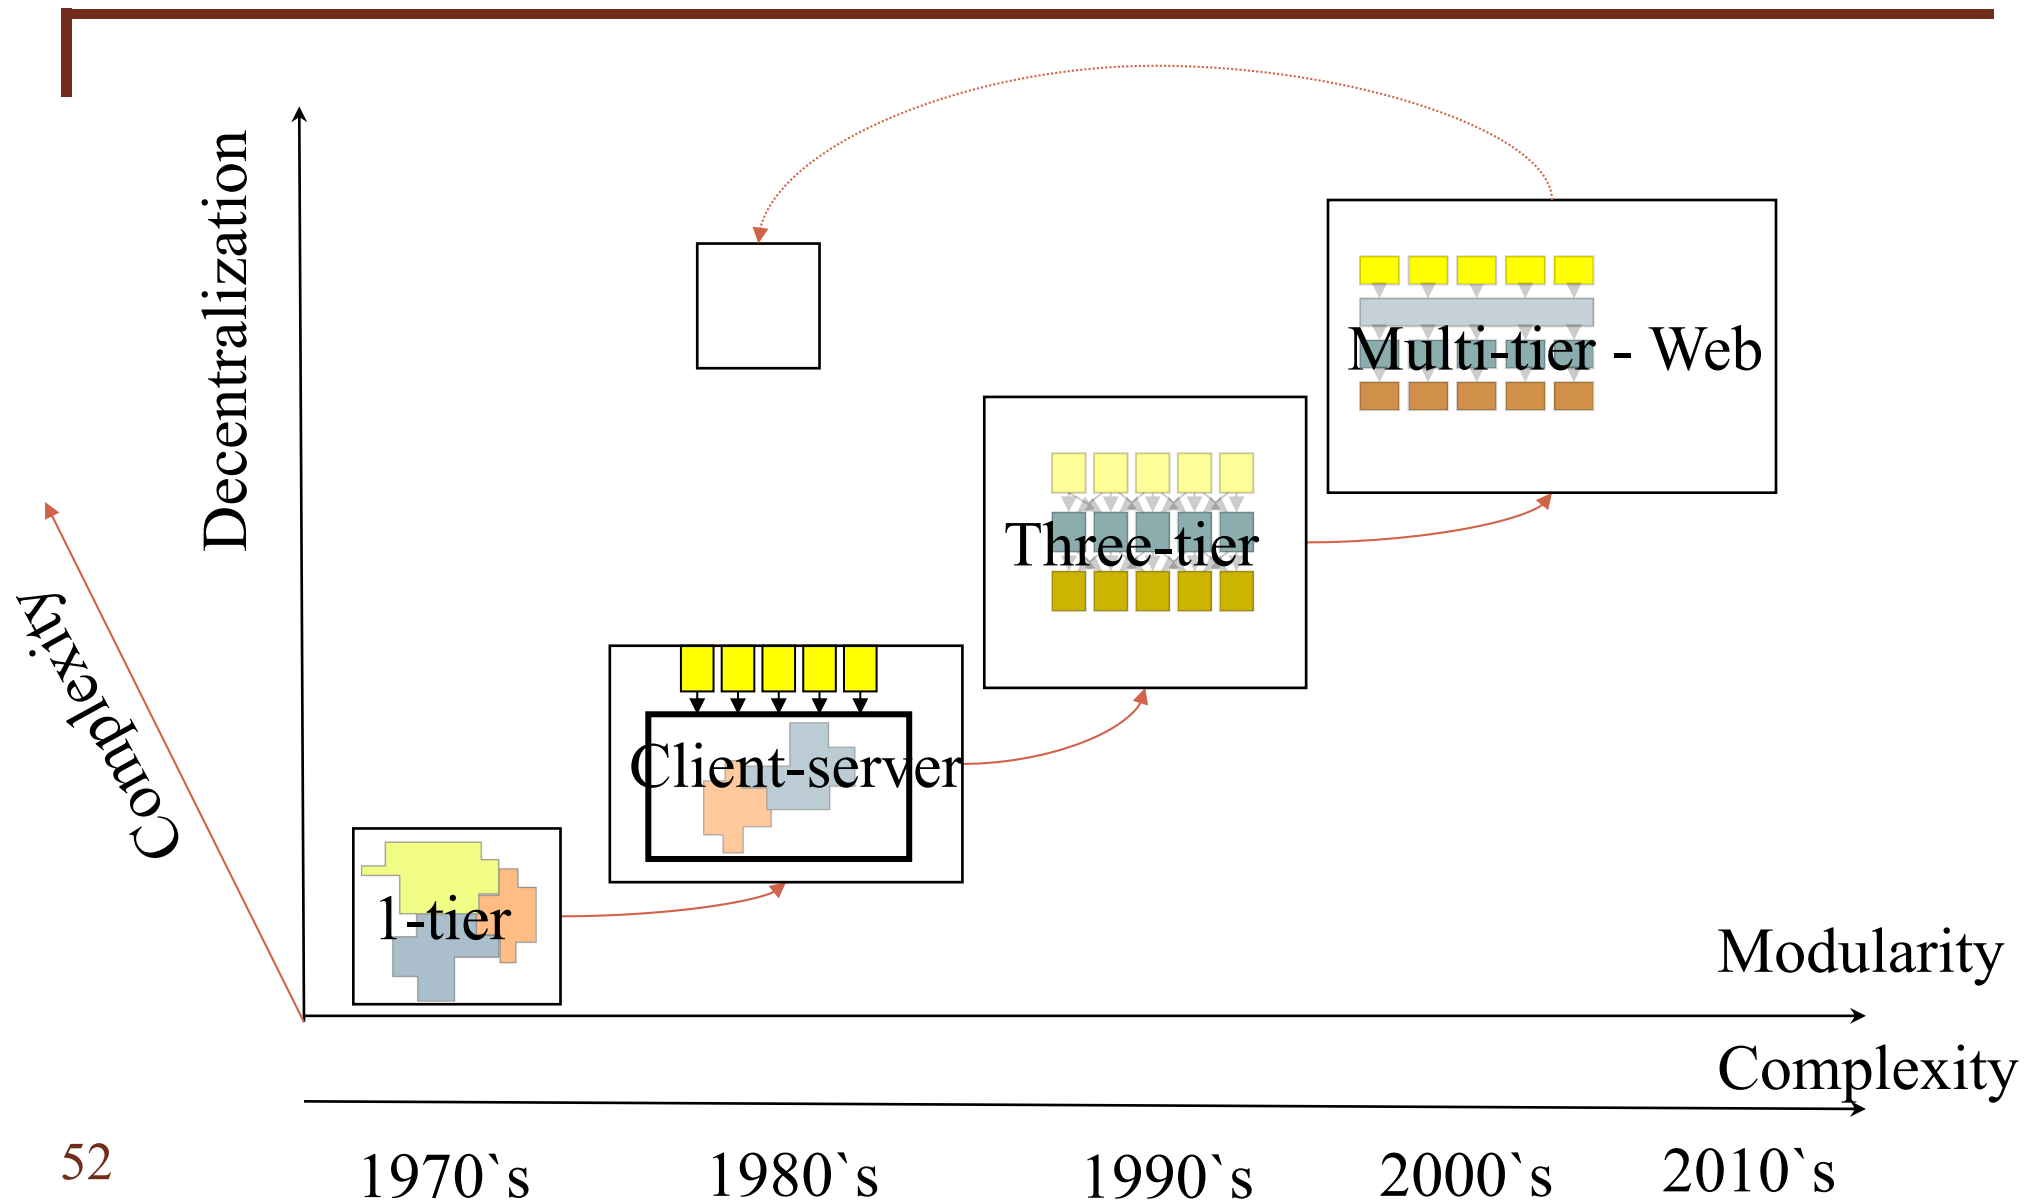 Decentralization
Multi-tier - Web
Three-tier
Complexity
Client-server
1-tier
Modularity
Complexity
52
1970`s
1980`s
1990`s
2000`s
2010`s